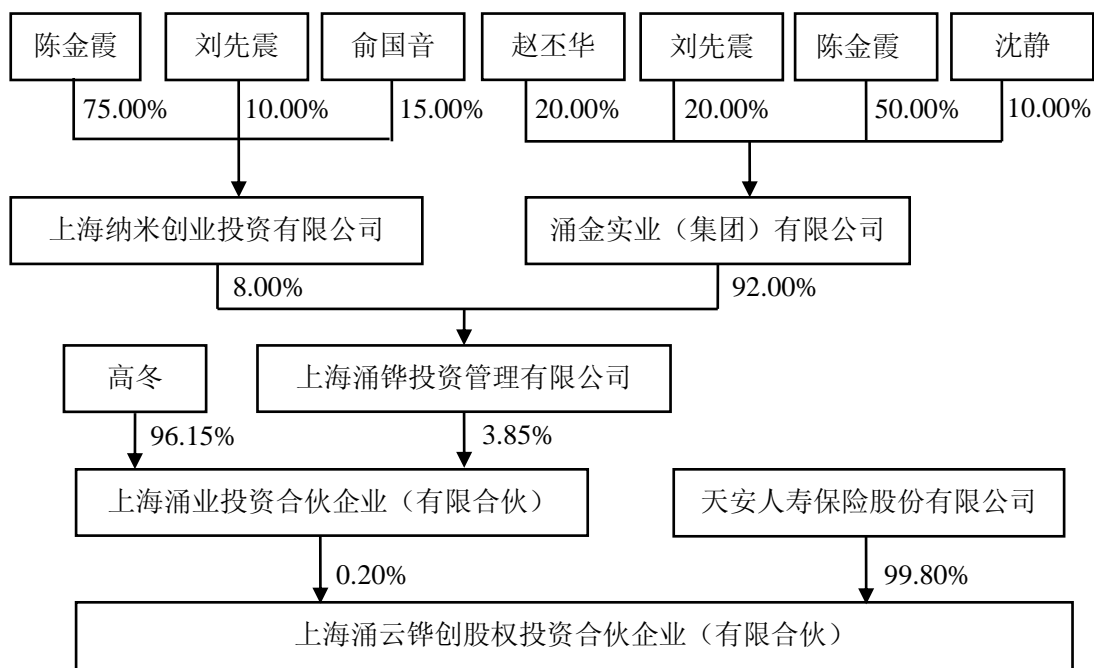 陈金霞 刘先震 俞国音 赵丕华 刘先震 陈金霞 沈静
75.00% 10.00% 15.00% 20.00% 20.00% 50.00% 10.00%
上海纳米创业投资有限公司 涌金实业（集团）有限公司
8.00% 92.00%
高冬 上海涌铧投资管理有限公司
96.15% 3.85%
上海涌业投资合伙企业（有限合伙） 天安人寿保险股份有限公司
0.20% 99.80%
上海涌云铧创股权投资合伙企业（有限合伙）